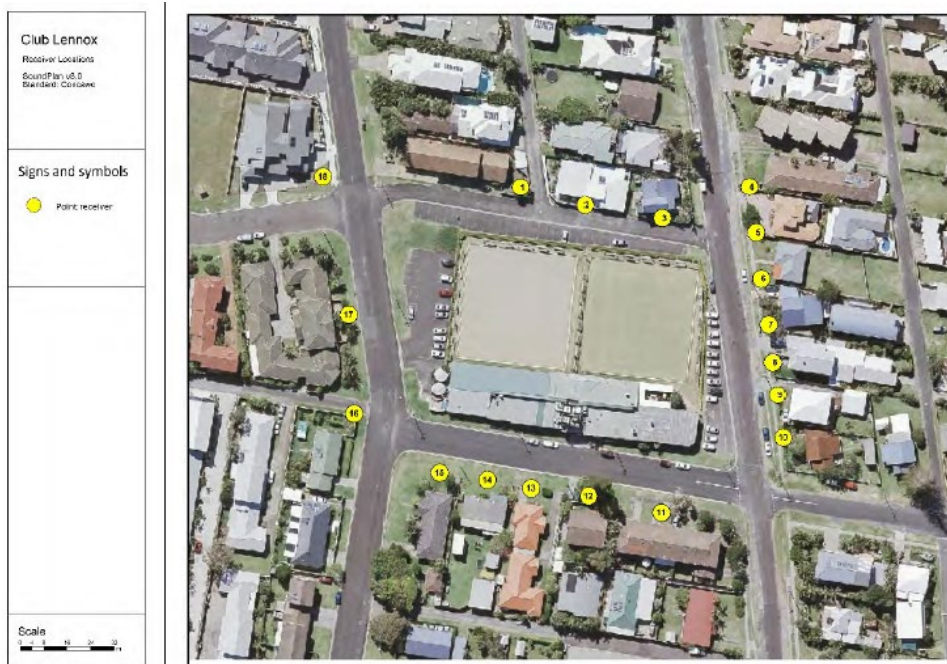 Club Lennox
Receiver Locations
SoundPlan v8.0
Standard: Concawe
Signs and symbols
Point receiver
Scale
18
1
2
3
4
5
6
7
8
9
10
17
16
15
14
13
12
11